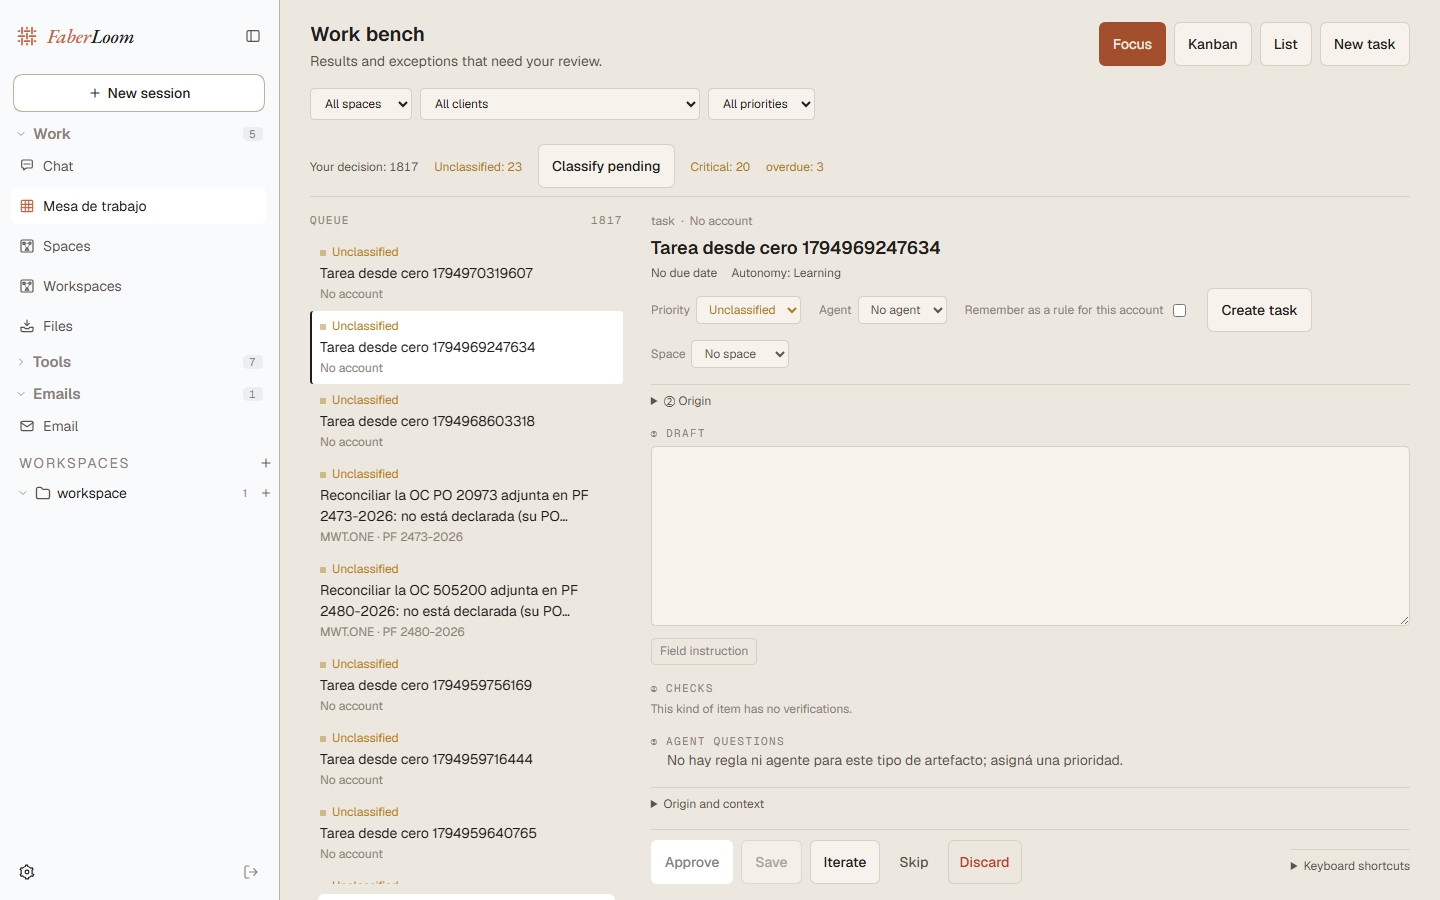 FaberLoom
+ New session
Work 5
Chat
Mesa de trabajo
Spaces
Workspaces
Files
Tools 7
Emails 1
Email
WORKSPACES +
workspace 1 +
Work bench
Results and exceptions that need your review.
Focus Kanban List New task
All spaces All clients All priorities
Your decision: 1817 Unclassified: 23 Classify pending Critical: 20 overdue: 3
QUEUE 1817
Unclassified
Tarea desde cero 1794970319607
No account
Unclassified
Tarea desde cero 1794969247634
No account
Unclassified
Tarea desde cero 1794968603318
No account
Unclassified
Reconciliar la OC PO 20973 adjunta en PF
2473-2026: no está declarada (su PO…
MWT.ONE · PF 2473-2026
Unclassified
Reconciliar la OC 505200 adjunta en PF
2480-2026: no está declarada (su PO…
MWT.ONE · PF 2480-2026
Unclassified
Tarea desde cero 1794959756169
No account
Unclassified
Tarea desde cero 1794959716444
No account
Unclassified
Tarea desde cero 1794959640765
No account
task · No account
Tarea desde cero 1794969247634
No due date Autonomy: Learning
Priority Unclassified Agent No agent Remember as a rule for this account Create task
Space No space
② Origin
DRAFT
Field instruction
CHECKS
This kind of item has no verifications.
AGENT QUESTIONS
No hay regla ni agente para este tipo de artefacto; asigná una prioridad.
Origin and context
Approve Save Iterate Skip Discard
Keyboard shortcuts